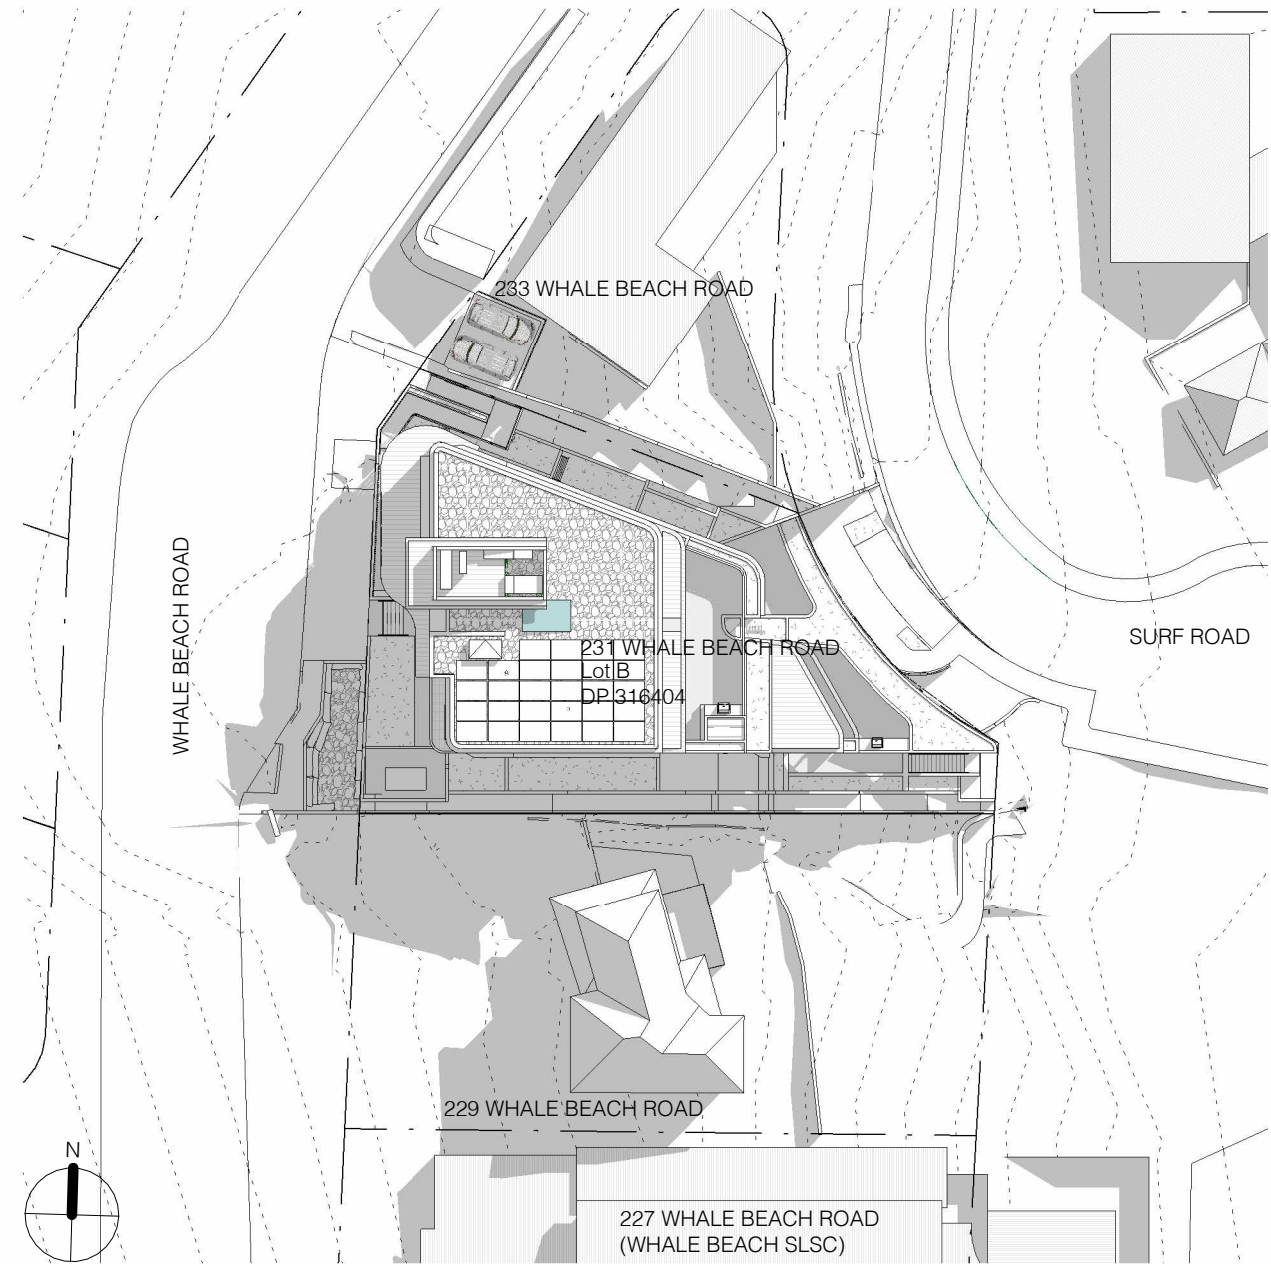 233 WHALE BEACH ROAD
WHALE BEACH ROAD
SURF ROAD
231 WHALE BEACH ROAD
Lot B
DP 316404
229 WHALE BEACH ROAD
N
227 WHALE BEACH ROAD
(WHALE BEACH SLSC)